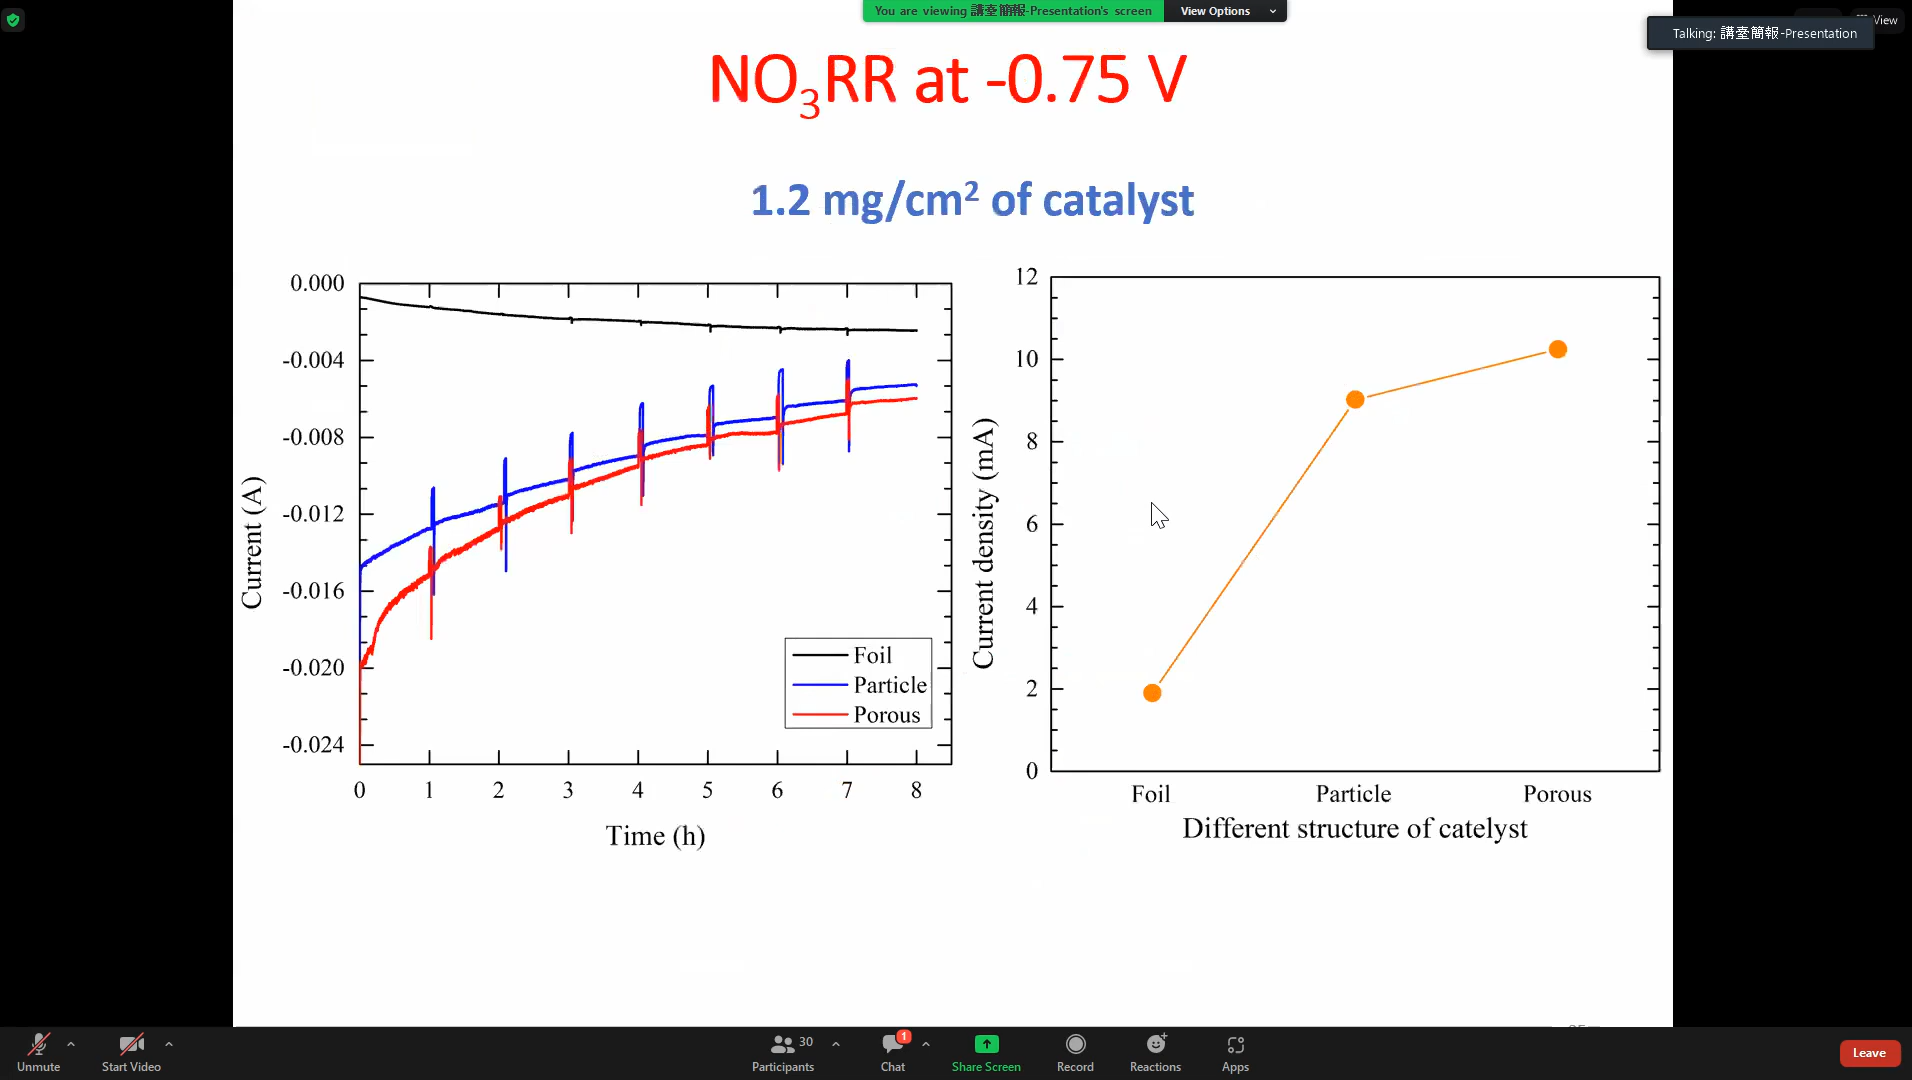 You are viewing 講臺簡報-Presentation's screen
View Options
View
Talking: 講臺簡報-Presentation
NO3RR at -0.75 V
1.2 mg/cm² of catalyst
0.000
-0.004
-0.008
-0.012
-0.016
-0.020
-0.024
Current (A)
Foil
Particle
Porous
0 1 2 3 4 5 6 7 8
Time (h)
12
10
8
6
4
2
0
Current density (mA)
Foil Particle Porous
Different structure of catelyst
Unmute
Start Video
30
Participants
1
Chat
Share Screen
Record
Reactions
Apps
Leave